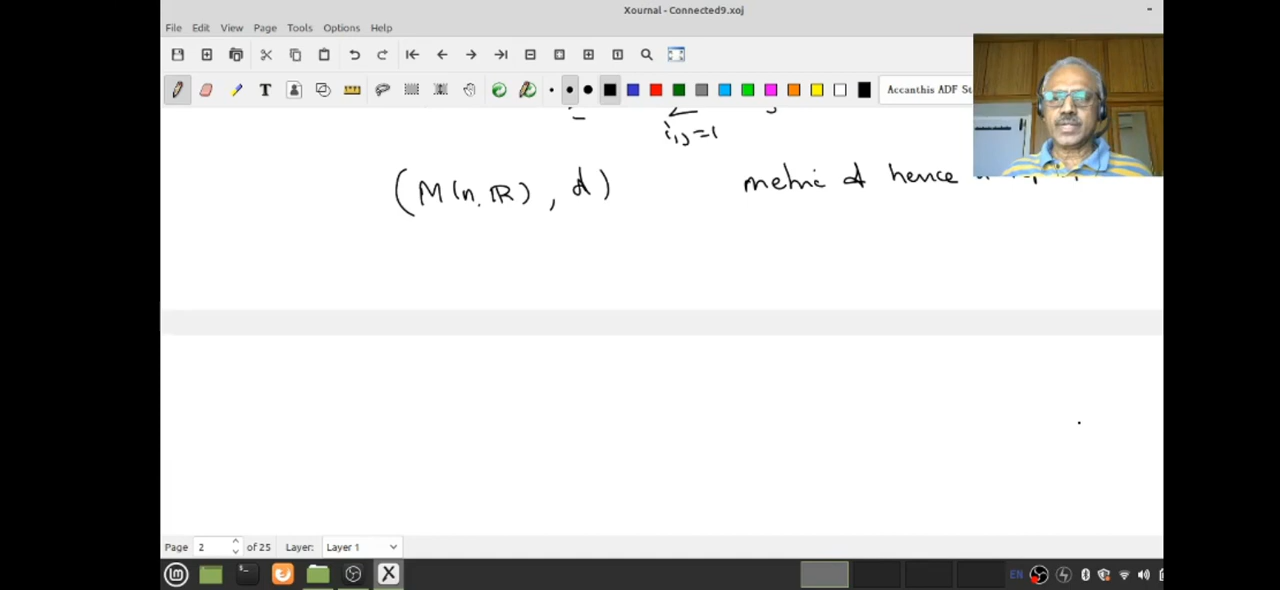 Xournal - Connected9.xoj
File Edit View Page Tools Options Help
Accanthis ADF
i,j=1
(M(n,ℝ), d) metric & hence a
Page 2 of 25 Layer: Layer 1
EN